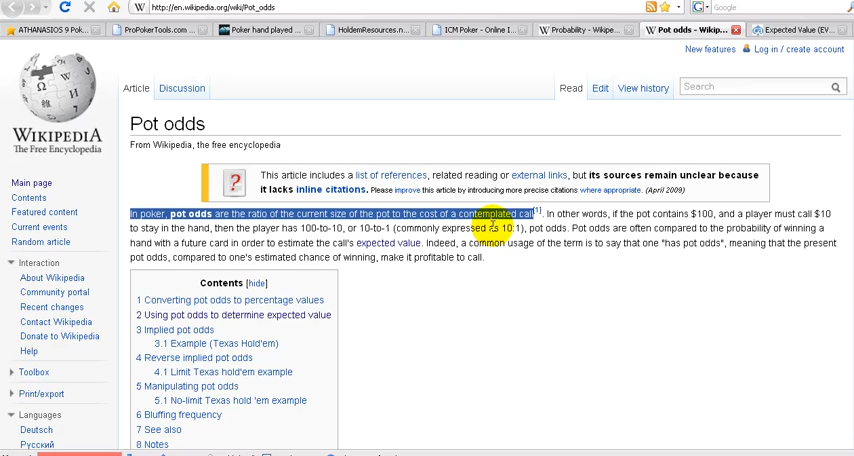 http://en.wikipedia.org/wiki/Pot_odds
Google
ATHANASIOS 9 Pok...
ProPokerTools.com ...
Poker hand played ...
HoldemResources.n...
ICM Poker - Online I...
Probability - Wikipe...
Pot odds - Wikip...
Expected Value (EV...
New features
Log in / create account
Article
Discussion
Read
Edit
View history
Search
WIKIPEDIA
The Free Encyclopedia
Pot odds
From Wikipedia, the free encyclopedia
This article includes a list of references, related reading or external links, but its sources remain unclear because
it lacks inline citations. Please improve this article by introducing more precise citations where appropriate. (April 2009)
In poker, pot odds are the ratio of the current size of the pot to the cost of a contemplated call[1]. In other words, if the pot contains $100, and a player must call $10
to stay in the hand, then the player has 100-to-10, or 10-to-1 (commonly expressed as 10:1), pot odds. Pot odds are often compared to the probability of winning a
hand with a future card in order to estimate the call's expected value. Indeed, a common usage of the term is to say that one "has pot odds", meaning that the present
pot odds, compared to one's estimated chance of winning, make it profitable to call.
Main page
Contents
Featured content
Current events
Random article
Interaction
About Wikipedia
Community portal
Recent changes
Contact Wikipedia
Donate to Wikipedia
Help
Toolbox
Print/export
Languages
Deutsch
Русский
Contents [hide]
1 Converting pot odds to percentage values
2 Using pot odds to determine expected value
3 Implied pot odds
3.1 Example (Texas Hold'em)
4 Reverse implied pot odds
4.1 Limit Texas hold'em example
5 Manipulating pot odds
5.1 No-limit Texas hold 'em example
6 Bluffing frequency
7 See also
8 Notes